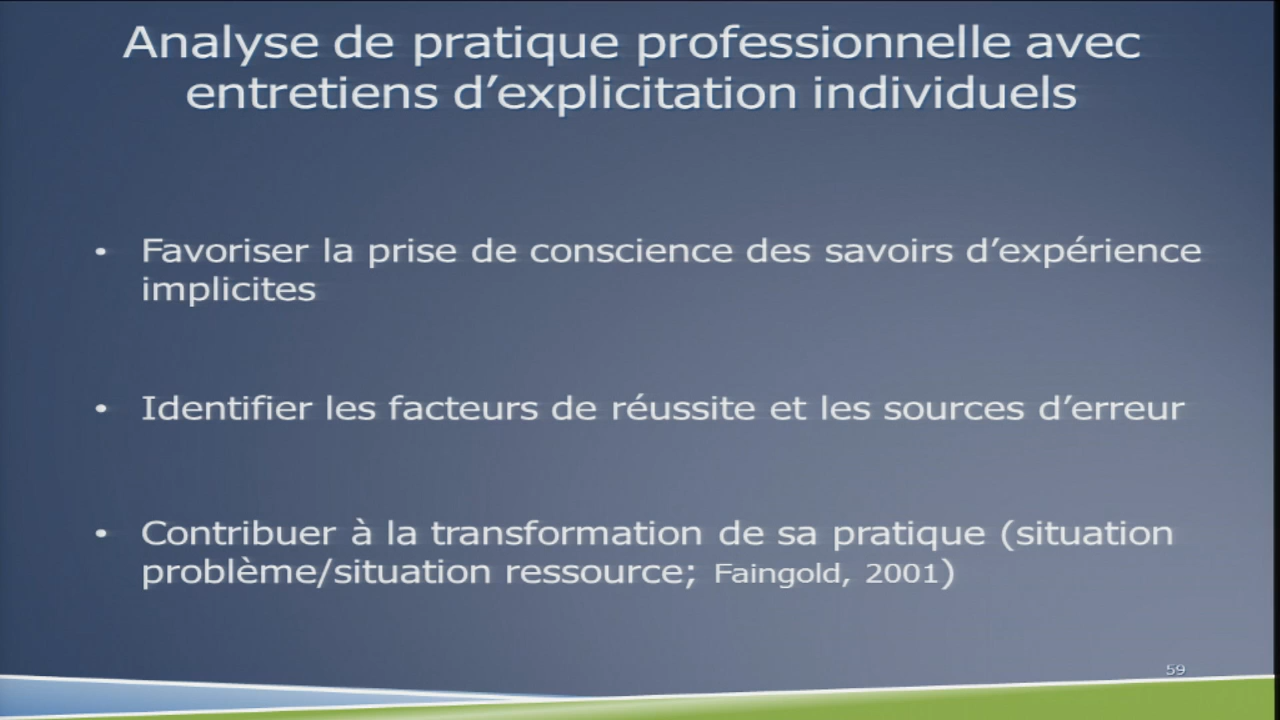 Analyse de pratique professionnelle avec
entretiens d’explicitation individuels
• Favoriser la prise de conscience des savoirs d’expérience
implicites
• Identifier les facteurs de réussite et les sources d’erreur
• Contribuer à la transformation de sa pratique (situation
problème/situation ressource; Faingold, 2001)
59